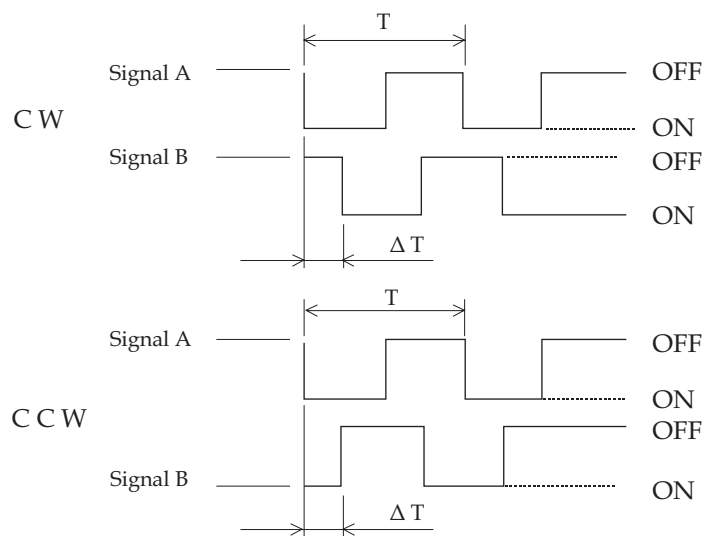 T
Signal A
OFF
C W
ON
Signal B
OFF
ON
Δ T
T
Signal A
OFF
C C W
ON
OFF
Signal B
ON
Δ T